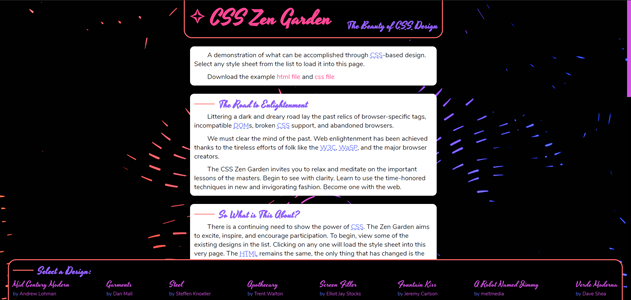 CSS Zen Garden
The Beauty of CSS Design
A demonstration of what can be accomplished through CSS-based design.
Select any style sheet from the list to load it into this page.
Download the example html file and css file
The Road to Enlightenment
Littering a dark and dreary road lay the past relics of browser-specific tags,
incompatible DOMs, broken CSS support, and abandoned browsers.
We must clear the mind of the past. Web enlightenment has been achieved
thanks to the tireless efforts of folk like the W3C, WaSP, and the major browser
creators.
The CSS Zen Garden invites you to relax and meditate on the important
lessons of the masters. Begin to see with clarity. Learn to use the time-honored
techniques in new and invigorating fashion. Become one with the web.
So What is This About?
There is a continuing need to show the power of CSS. The Zen Garden aims
to excite, inspire, and encourage participation. To begin, view some of the
existing designs in the list. Clicking on any one will load the style sheet into this
very page. The HTML remains the same, the only thing that has changed is the
Select a Design:
Mid Century Modern
by Andrew Lohman
Garments
by Dan Mall
Steel
by Steffen Knoeller
Apothecary
by Trent Walton
Screen Filler
by Elliot Jay Stocks
Fountain Kiss
by Jeremy Carlson
A Robot Named Jimmy
by meltmedia
Verde Moderna
by Dave Shea